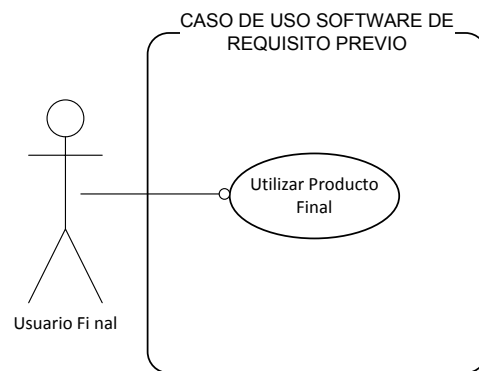 CASO DE USO SOFTWARE DE
REQUISITO PREVIO
Utilizar Producto
Final
Usuario Fi nal